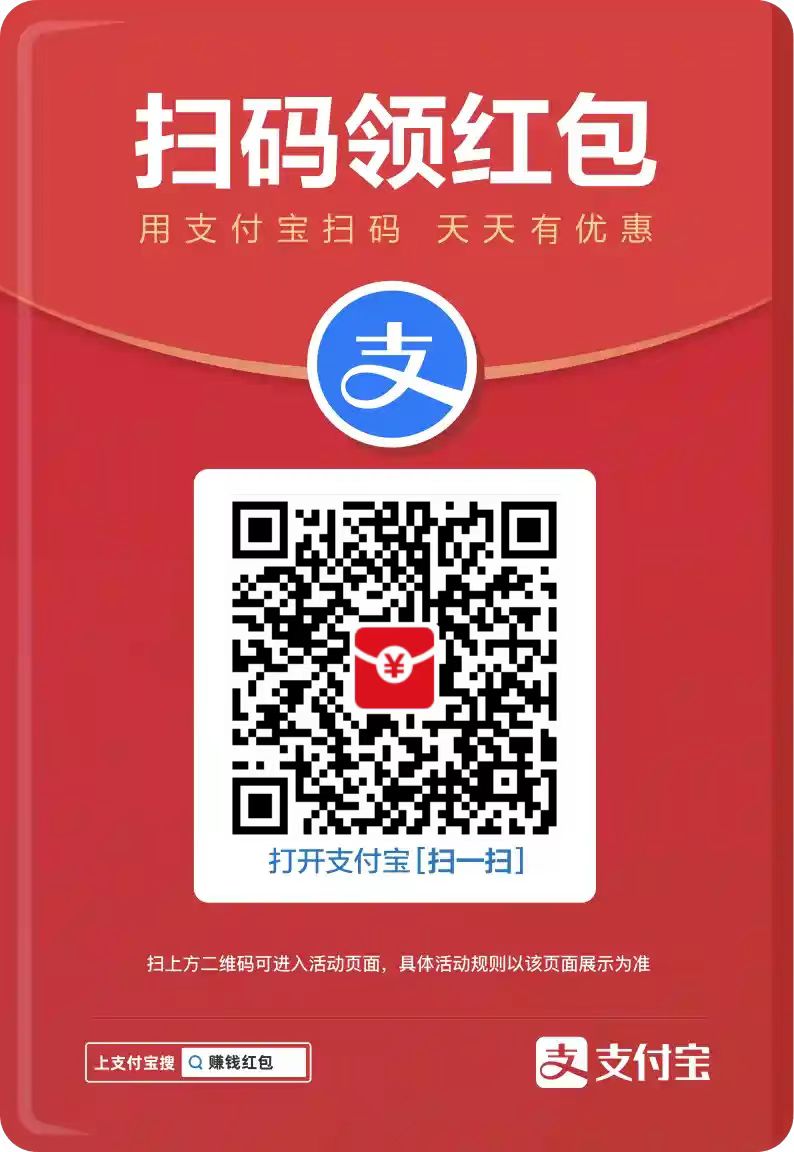 扫码领红包
用支付宝扫码 天天有优惠
支
¥
打开支付宝[扫一扫]
扫上方二维码可进入活动页面，具体活动规则以该页面展示为准
上支付宝搜 赚钱红包
支 支付宝